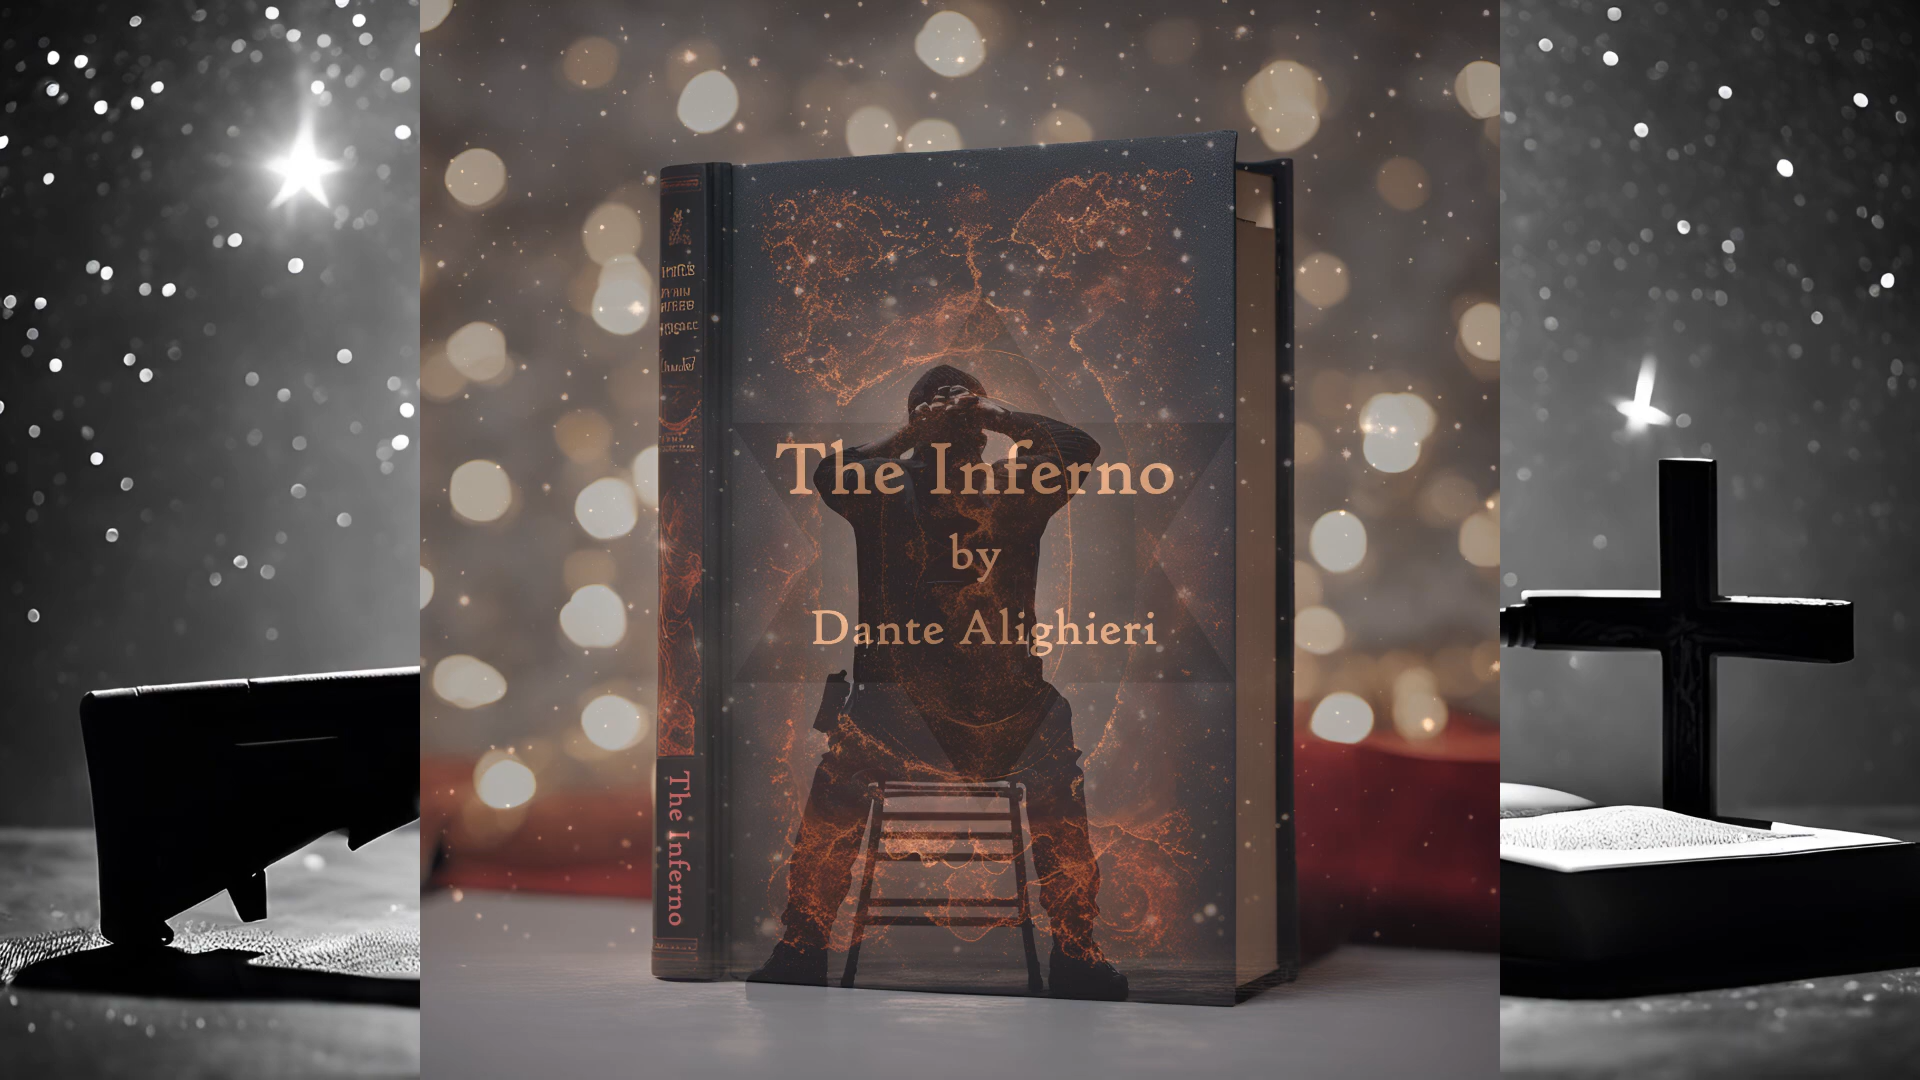 The Inferno
by
Dante Alighieri
The Inferno